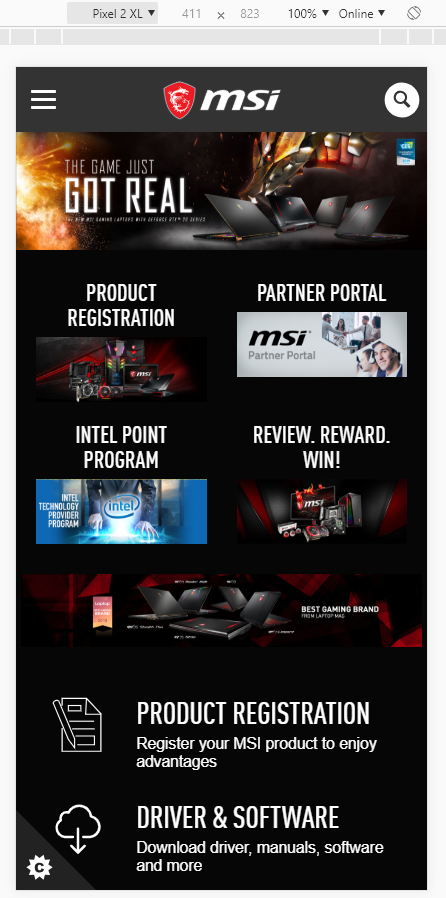 Pixel 2 XL ▼ 411 × 823 100% ▼ Online ▼
msi
THE GAME JUST
GOT REAL
THE NEW MSI GAMING LAPTOPS WITH GEFORCE RTX™ 20 SERIES
PRODUCT
REGISTRATION
msi
PARTNER PORTAL
msi
Partner Portal
INTEL POINT
PROGRAM
INTEL
TECHNOLOGY
PROVIDER
PROGRAM
intel
REVIEW. REWARD.
WIN!
BEST GAMING BRAND
FROM LAPTOP MAG
PRODUCT REGISTRATION
Register your MSI product to enjoy
advantages
DRIVER & SOFTWARE
Download driver, manuals, software
and more
C